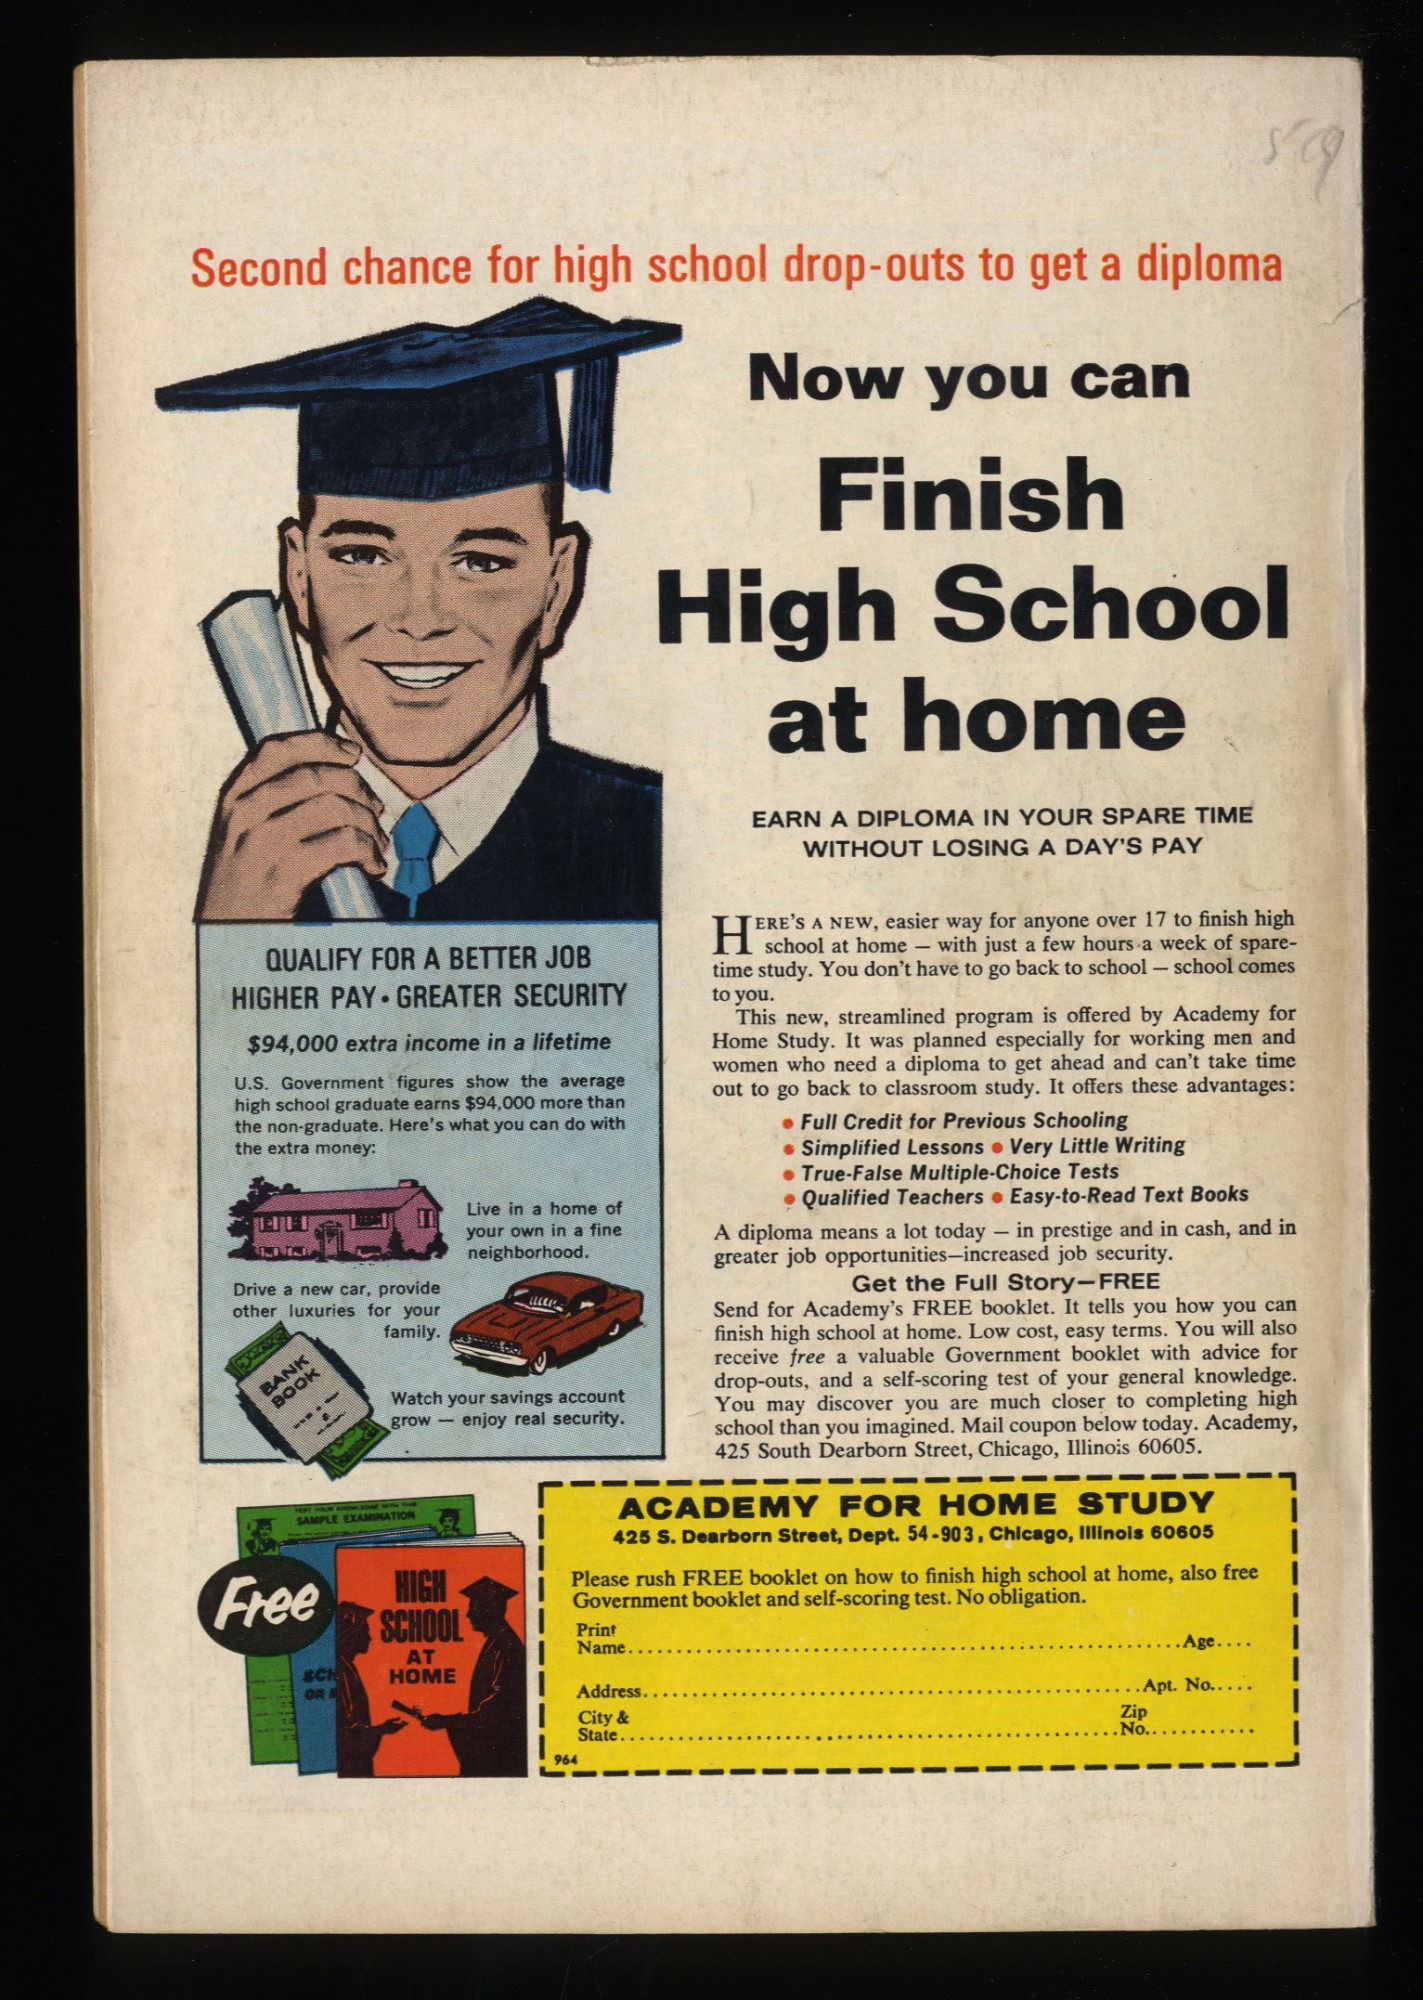 Second chance for high school drop-outs to get a diploma
Now you can
Finish
High School
at home
EARN A DIPLOMA IN YOUR SPARE TIME
WITHOUT LOSING A DAY'S PAY
HERE'S A NEW, easier way for anyone over 17 to finish high
school at home — with just a few hours a week of spare-
time study. You don't have to go back to school — school comes
to you.
This new, streamlined program is offered by Academy for
Home Study. It was planned especially for working men and
women who need a diploma to get ahead and can't take time
out to go back to classroom study. It offers these advantages:
• Full Credit for Previous Schooling
• Simplified Lessons • Very Little Writing
• True-False Multiple-Choice Tests
• Qualified Teachers • Easy-to-Read Text Books
A diploma means a lot today — in prestige and in cash, and in
greater job opportunities—increased job security.
Get the Full Story—FREE
Send for Academy's FREE booklet. It tells you how you can
finish high school at home. Low cost, easy terms. You will also
receive free a valuable Government booklet with advice for
drop-outs, and a self-scoring test of your general knowledge.
You may discover you are much closer to completing high
school than you imagined. Mail coupon below today. Academy,
425 South Dearborn Street, Chicago, Illinois 60605.
QUALIFY FOR A BETTER JOB
HIGHER PAY • GREATER SECURITY
$94,000 extra income in a lifetime
U.S. Government figures show the average
high school graduate earns $94,000 more than
the non-graduate. Here's what you can do with
the extra money:
Live in a home of
your own in a fine
neighborhood.
Drive a new car, provide
other luxuries for your
family.
BANK
BOOK
Watch your savings account
grow — enjoy real security.
TEST YOUR KNOWLEDGE WITH THIS
SAMPLE EXAMINATION
Free
HIGH
SCHOOL
AT
HOME
SCH
OR
ACADEMY FOR HOME STUDY
425 S. Dearborn Street, Dept. 54-903, Chicago, Illinois 60605
Please rush FREE booklet on how to finish high school at home, also free
Government booklet and self-scoring test. No obligation.
Print
Name.................Age....
Address.................Apt. No.....
City &
State.................Zip
No............
964